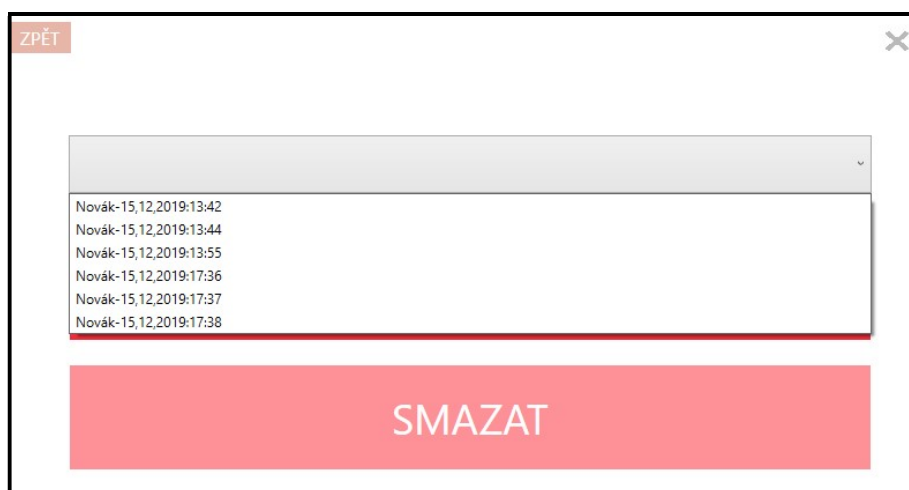 ZPĚT
Novák-15,12,2019:13:42
Novák-15,12,2019:13:44
Novák-15,12,2019:13:55
Novák-15,12,2019:17:36
Novák-15,12,2019:17:37
Novák-15,12,2019:17:38
SMAZAT